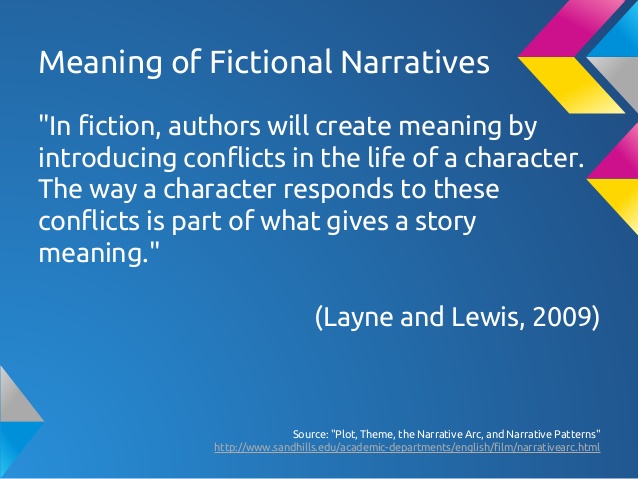 Meaning of Fictional Narratives
"In fiction, authors will create meaning by
introducing conflicts in the life of a character.
The way a character responds to these
conflicts is part of what gives a story
meaning."
(Layne and Lewis, 2009)
Source: "Plot, Theme, the Narrative Arc, and Narrative Patterns"
http://www.sandhills.edu/academic-departments/english/film/narrativearc.html